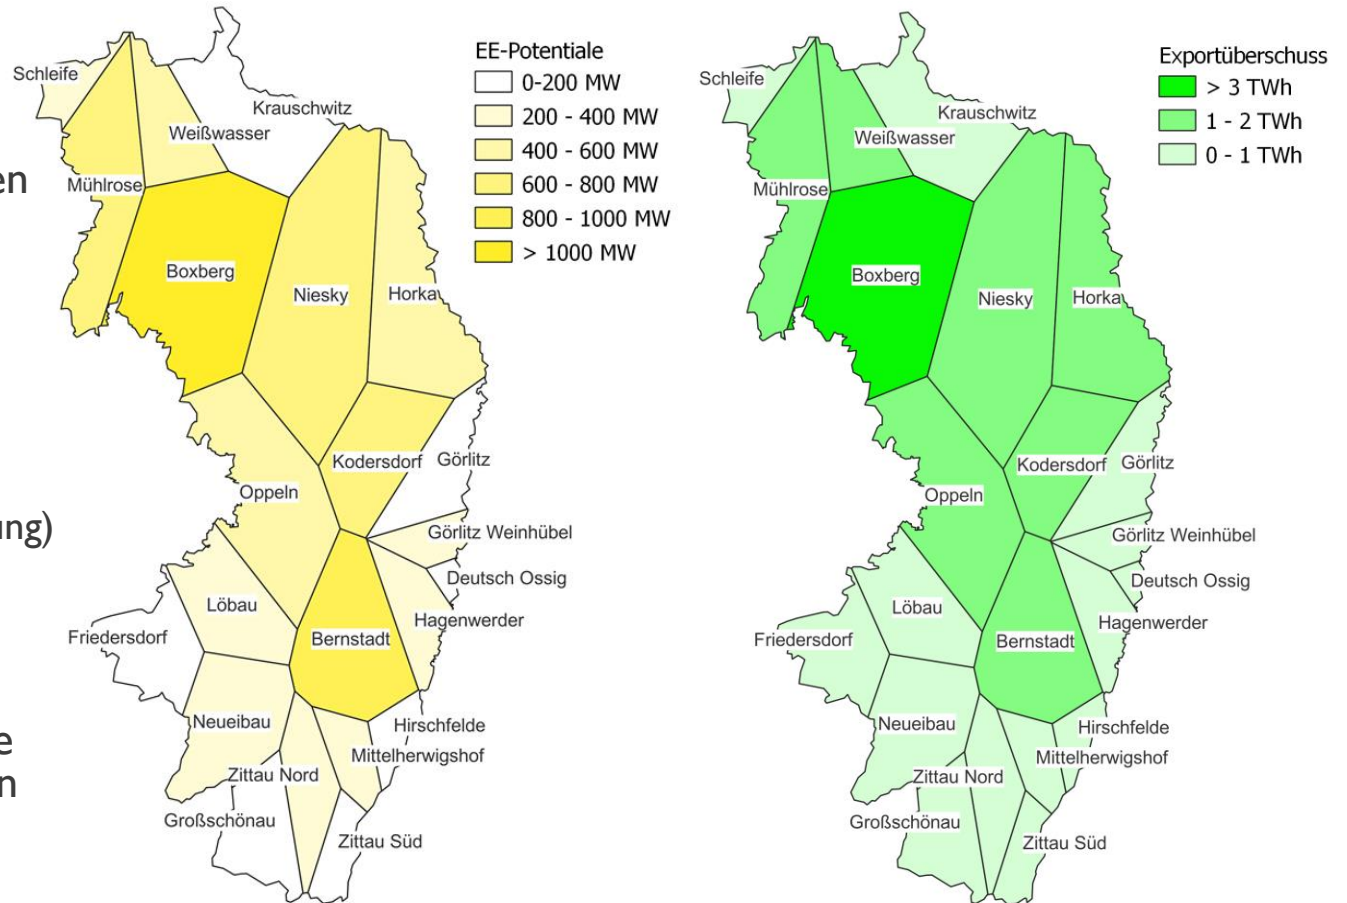 en
ung)
e
n
EE-Potentiale
0-200 MW
200 - 400 MW
400 - 600 MW
600 - 800 MW
800 - 1000 MW
> 1000 MW
Schleife
Krauschwitz
Weißwasser
Mühlrose
Boxberg
Niesky
Horka
Kodersdorf
Görlitz
Oppeln
Görlitz Weinhübel
Deutsch Ossig
Löbau
Hagenwerder
Friedersdorf
Bernstadt
Neueibau
Hirschfelde
Mittelherwigshof
Zittau Nord
Großschönau
Zittau Süd
Exportüberschuss
> 3 TWh
1 - 2 TWh
0 - 1 TWh
Schleife
Krauschwitz
Weißwasser
Mühlrose
Boxberg
Niesky
Horka
Kodersdorf
Görlitz
Oppeln
Görlitz Weinhübel
Deutsch Ossig
Löbau
Hagenwerder
Friedersdorf
Bernstadt
Neueibau
Hirschfelde
Mittelherwigshof
Zittau Nord
Großschönau
Zittau Süd